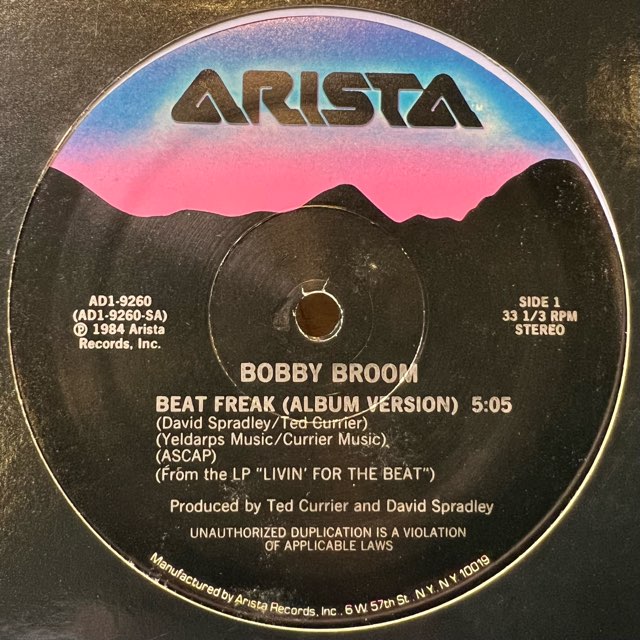 ARISTA
AD1-9260
(AD1-9260-SA)
℗ 1984 Arista
Records, Inc.
SIDE 1
33 1/3 RPM
STEREO
BOBBY BROOM
BEAT FREAK (ALBUM VERSION) 5:05
(David Spradley/Ted Currier)
(Yeldarps Music/Currier Music)
(ASCAP)
(From the LP "LIVIN' FOR THE BEAT")
Produced by Ted Currier and David Spradley
UNAUTHORIZED DUPLICATION IS A VIOLATION
OF APPLICABLE LAWS
Manufactured by Arista Records, Inc. 6 W. 57th St. N.Y. N.Y. 10019